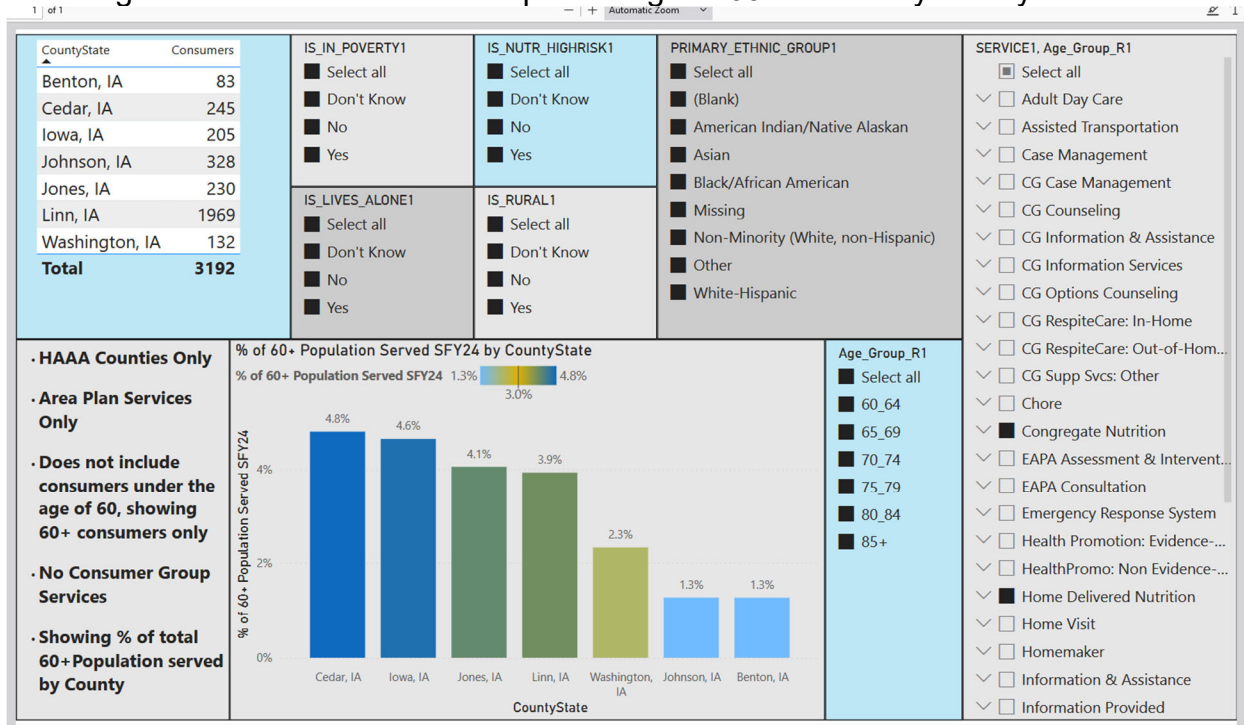 1 of 1
Automatic Zoom
CountyState Consumers
Benton, IA 83
Cedar, IA 245
Iowa, IA 205
Johnson, IA 328
Jones, IA 230
Linn, IA 1969
Washington, IA 132
Total 3192
IS_IN_POVERTY1
Select all
Don't Know
No
Yes
IS_NUTR_HIGHRISK1
Select all
Don't Know
No
Yes
IS_LIVES_ALONE1
Select all
Don't Know
No
Yes
IS_RURAL1
Select all
Don't Know
No
Yes
PRIMARY_ETHNIC_GROUP1
Select all
(Blank)
American Indian/Native Alaskan
Asian
Black/African American
Missing
Non-Minority (White, non-Hispanic)
Other
White-Hispanic
SERVICE1, Age_Group_R1
Select all
Adult Day Care
Assisted Transportation
Case Management
CG Case Management
CG Counseling
CG Information & Assistance
CG Information Services
CG Options Counseling
CG RespiteCare: In-Home
CG RespiteCare: Out-of-Hom...
CG Supp Svcs: Other
Chore
Congregate Nutrition
EAPA Assessment & Intervent...
EAPA Consultation
Emergency Response System
Health Promotion: Evidence-...
HealthPromo: Non Evidence-...
Home Delivered Nutrition
Home Visit
Homemaker
Information & Assistance
Information Provided
· HAAA Counties Only
· Area Plan Services
Only
· Does not include
consumers under the
age of 60, showing
60+ consumers only
· No Consumer Group
Services
· Showing % of total
60+Population served
by County
% of 60+ Population Served SFY24 by CountyState
% of 60+ Population Served SFY24 1.3% 4.8%
3.0%
% of 60+ Population Served SFY24
4%
2%
0%
4.8%
4.6%
4.1%
3.9%
2.3%
1.3%
1.3%
Cedar, IA
Iowa, IA
Jones, IA
Linn, IA
Washington,
IA
Johnson, IA
Benton, IA
CountyState
Age_Group_R1
Select all
60_64
65_69
70_74
75_79
80_84
85+